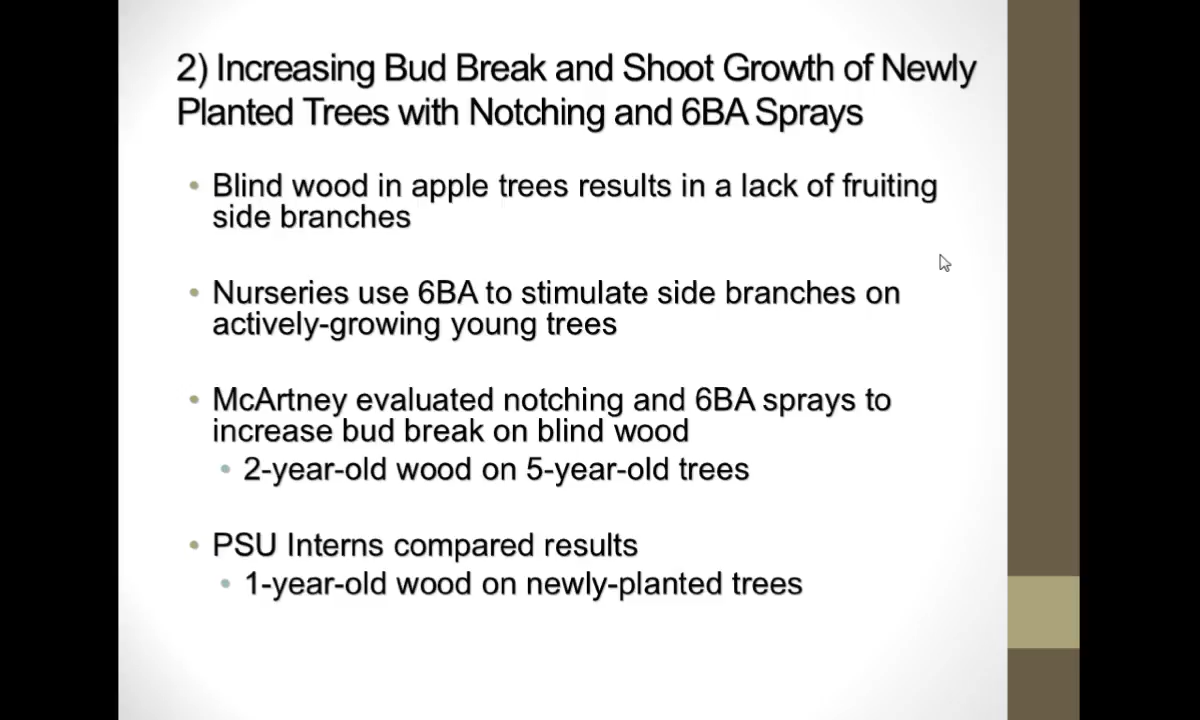 2) Increasing Bud Break and Shoot Growth of Newly
Planted Trees with Notching and 6BA Sprays
• Blind wood in apple trees results in a lack of fruiting
side branches
• Nurseries use 6BA to stimulate side branches on
actively-growing young trees
• McArtney evaluated notching and 6BA sprays to
increase bud break on blind wood
• 2-year-old wood on 5-year-old trees
• PSU Interns compared results
• 1-year-old wood on newly-planted trees